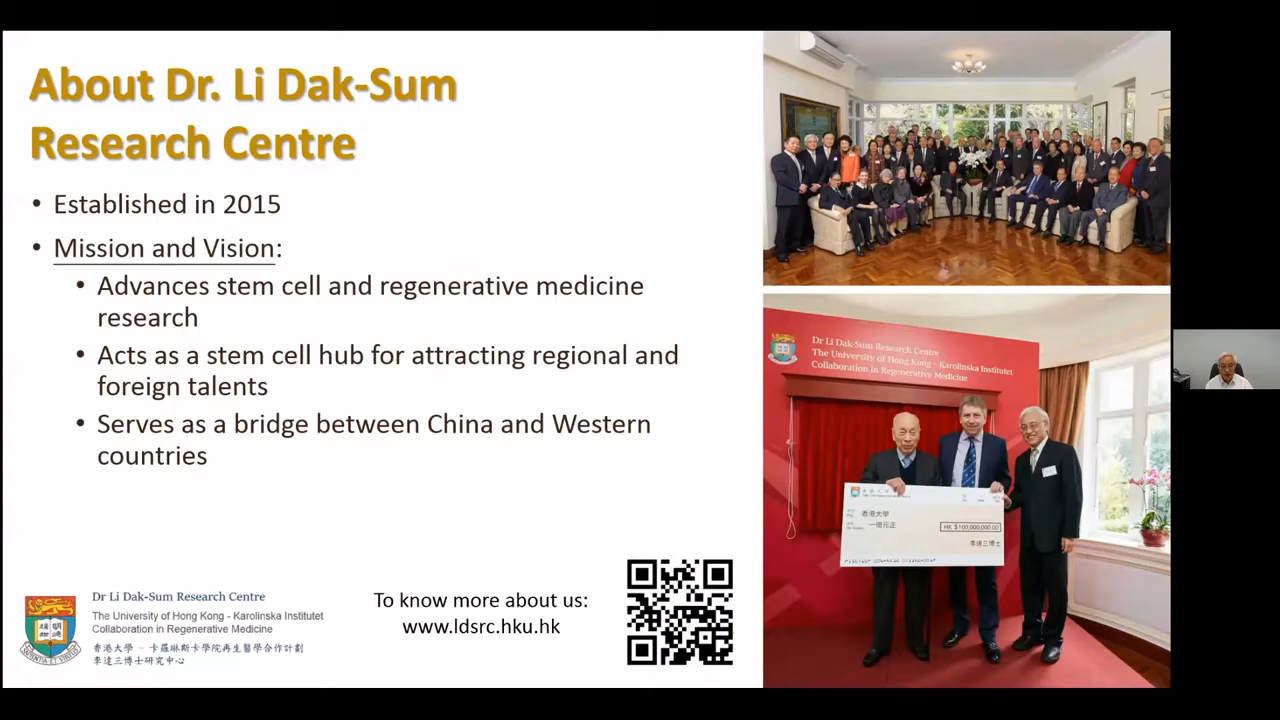 About Dr. Li Dak-Sum
Research Centre
• Established in 2015
• Mission and Vision:
• Advances stem cell and regenerative medicine
research
• Acts as a stem cell hub for attracting regional and
foreign talents
• Serves as a bridge between China and Western
countries
Dr Li Dak-Sum Research Centre
The University of Hong Kong - Karolinska Institutet
Collaboration in Regenerative Medicine
香港大學 - 卡羅琳斯卡學院再生醫學合作計劃
李達三博士研究中心
To know more about us:
www.ldsrc.hku.hk
Dr Li Dak-Sum Research Centre
The University of Hong Kong - Karolinska Institutet
Collaboration in Regenerative Medicine
香港大學
一億元正
HK $100,000,000.00
李達三博士